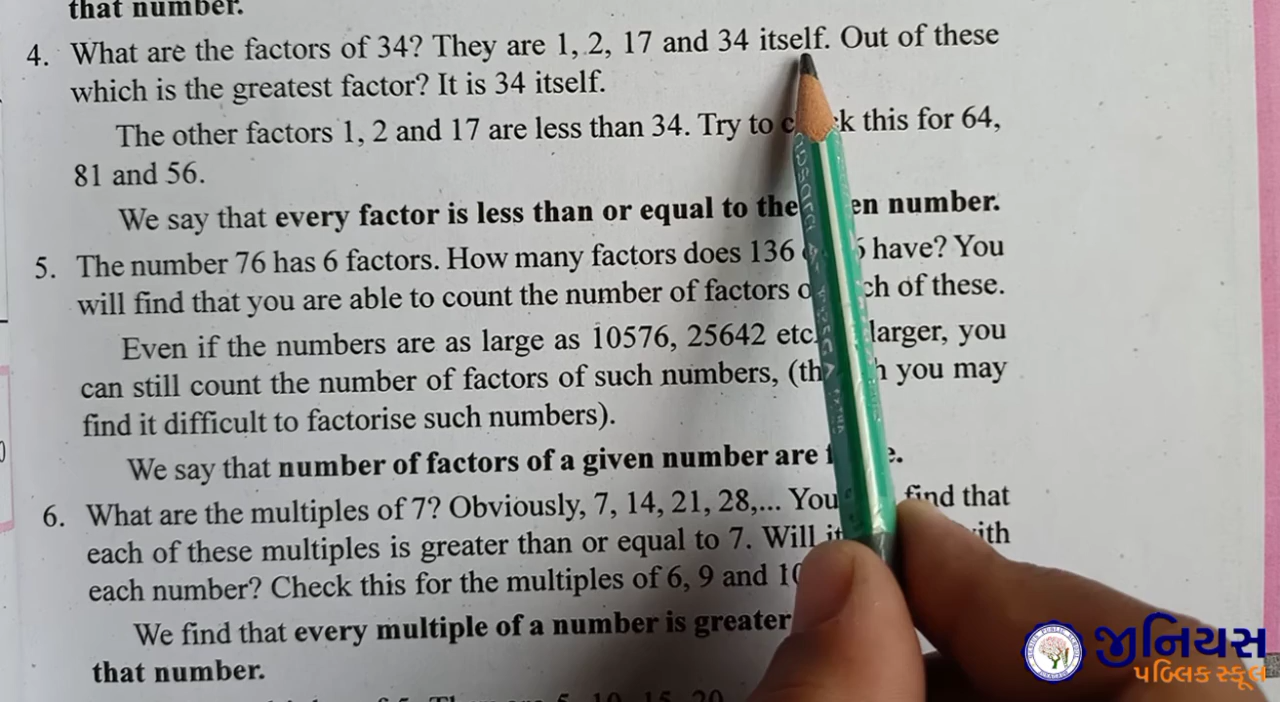 that number.
4. What are the factors of 34? They are 1, 2, 17 and 34 itself. Out of these
which is the greatest factor? It is 34 itself.
The other factors 1, 2 and 17 are less than 34. Try to c k this for 64,
81 and 56.
We say that every factor is less than or equal to the en number.
5. The number 76 has 6 factors. How many factors does 136 have? You
will find that you are able to count the number of factors o ch of these.
Even if the numbers are as large as 10576, 25642 etc. larger, you
can still count the number of factors of such numbers, (th h you may
find it difficult to factorise such numbers).
We say that number of factors of a given number are
6. What are the multiples of 7? Obviously, 7, 14, 21, 28,... You find that
each of these multiples is greater than or equal to 7. Will it ith
each number? Check this for the multiples of 6, 9 and 10
We find that every multiple of a number is greater
that number.
5, 10, 15, 20
Apsara
EXTRA
જીનિયસ
પબ્લિક સ્કૂલ